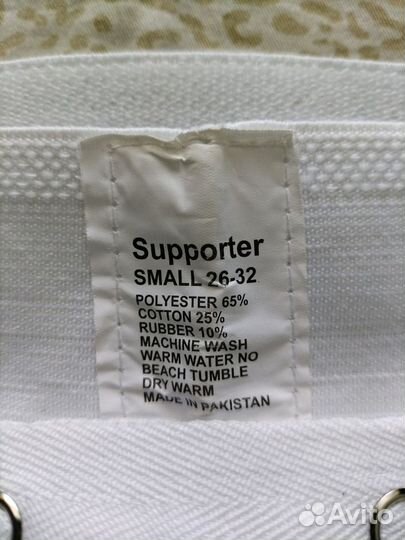 Supporter
SMALL 26-32
POLYESTER 65%
COTTON 25%
RUBBER 10%
MACHINE WASH
WARM WATER NO
BEACH TUMBLE
DRY WARM
MADE IN PAKISTAN
Avito